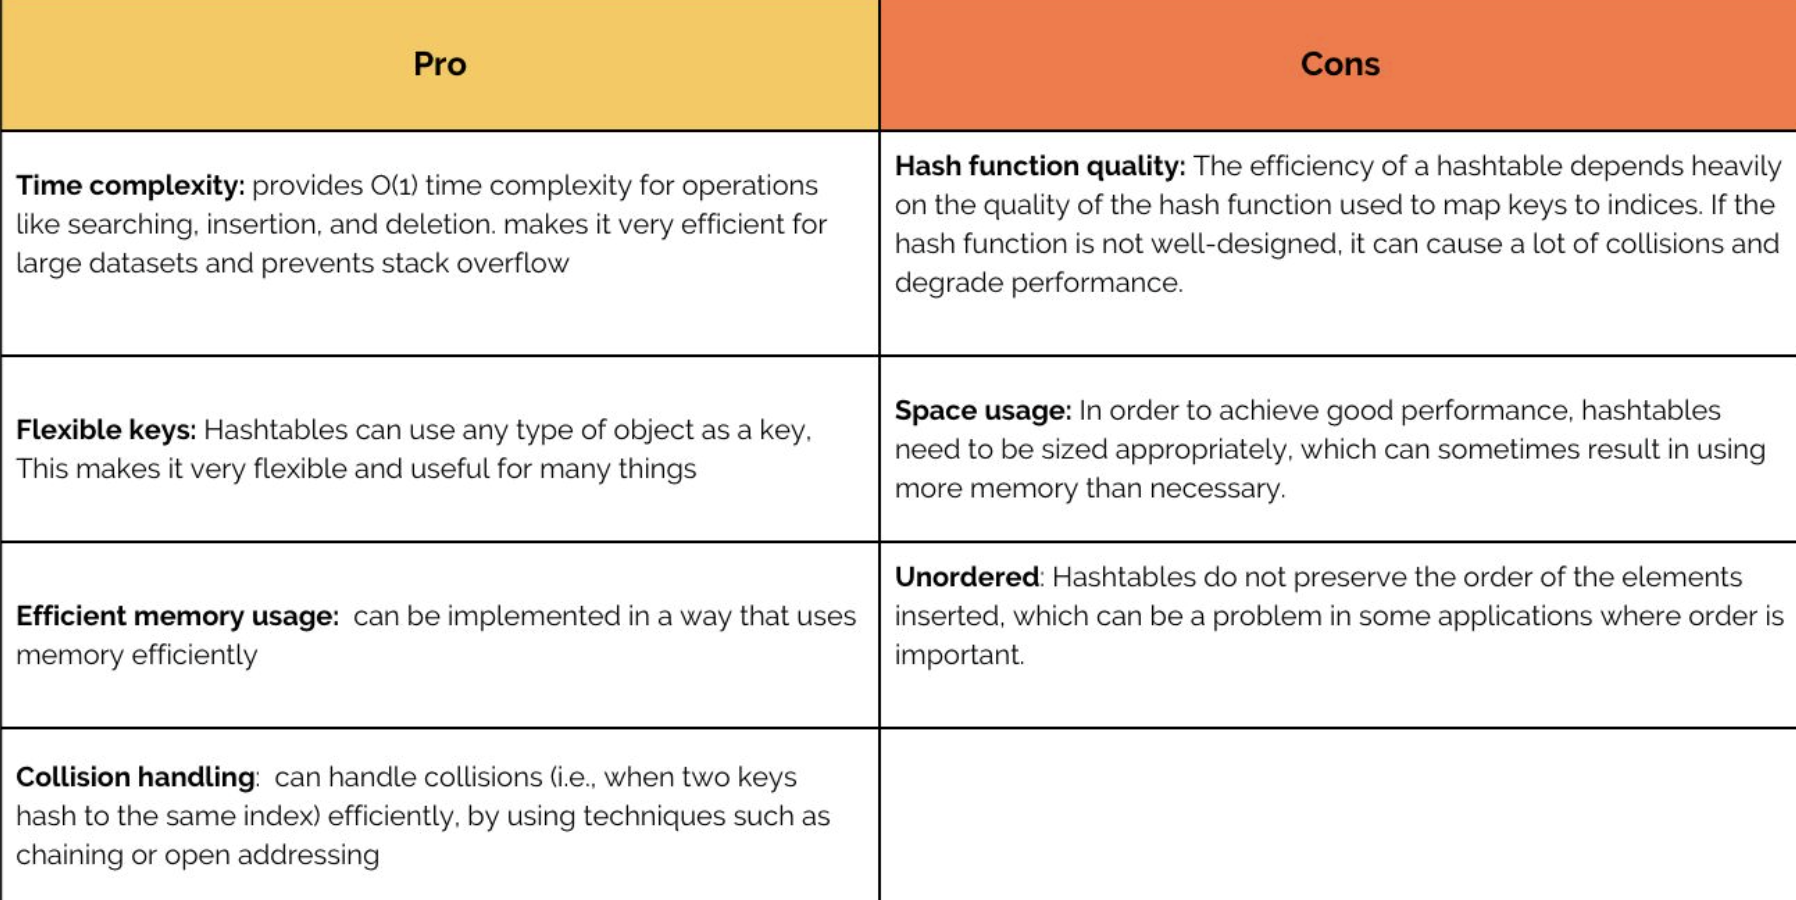 Pro
Cons
Time complexity: provides O(1) time complexity for operations
like searching, insertion, and deletion. makes it very efficient for
large datasets and prevents stack overflow
Hash function quality: The efficiency of a hashtable depends heavily
on the quality of the hash function used to map keys to indices. If the
hash function is not well-designed, it can cause a lot of collisions and
degrade performance.
Flexible keys: Hashtables can use any type of object as a key,
This makes it very flexible and useful for many things
Space usage: In order to achieve good performance, hashtables
need to be sized appropriately, which can sometimes result in using
more memory than necessary.
Efficient memory usage:  can be implemented in a way that uses
memory efficiently
Unordered: Hashtables do not preserve the order of the elements
inserted, which can be a problem in some applications where order is
important.
Collision handling:  can handle collisions (i.e., when two keys
hash to the same index) efficiently, by using techniques such as
chaining or open addressing